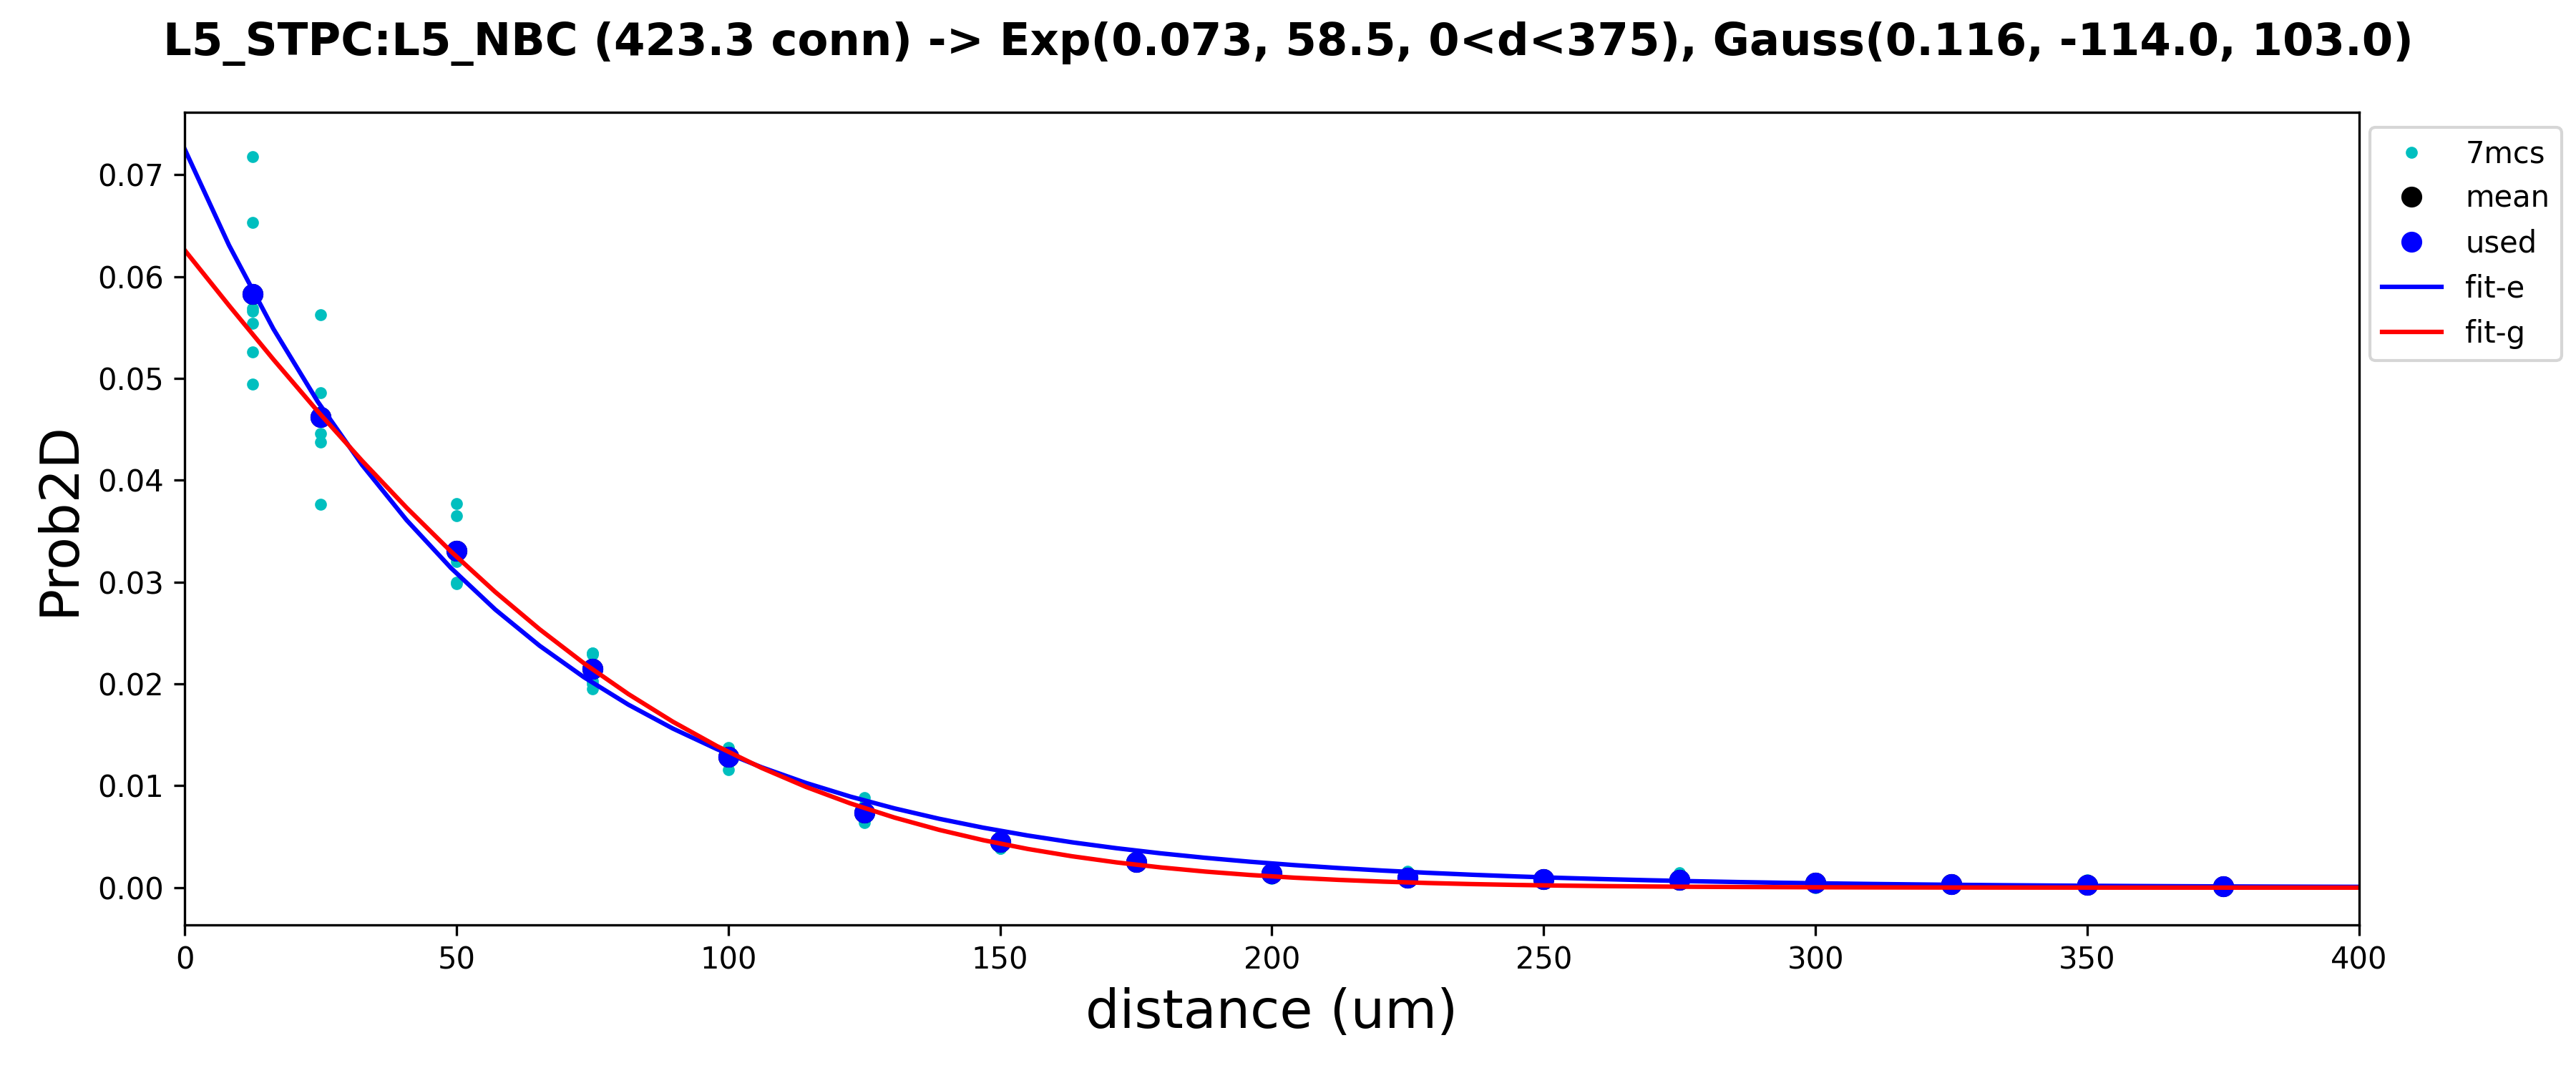 L5_STPC:L5_NBC (423.3 conn) -> Exp(0.073, 58.5, 0<d<375), Gauss(0.116, -114.0, 103.0)
7mcs
mean
used
fit-e
fit-g
Prob2D
0.07
0.06
0.05
0.04
0.03
0.02
0.01
0.00
0 50 100 150 200 250 300 350 400
distance (um)